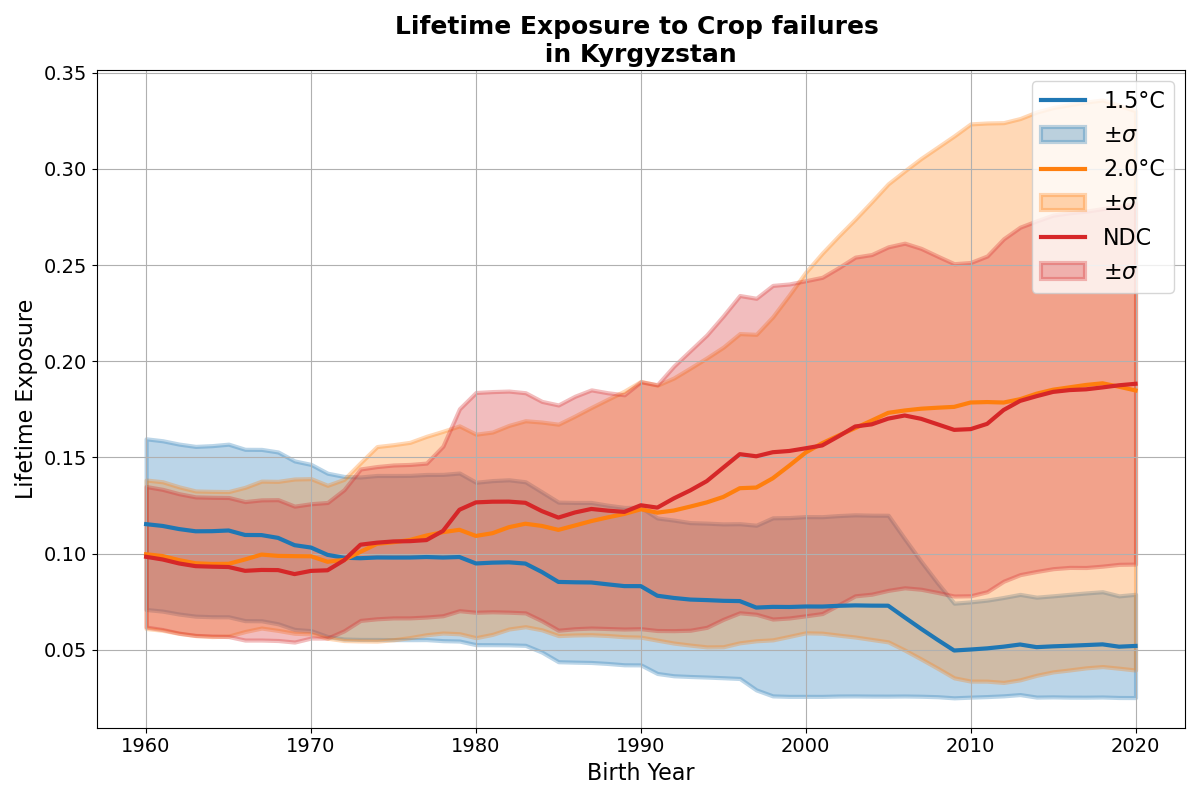 Lifetime Exposure to Crop failures
in Kyrgyzstan
0.35
0.30
0.25
0.20
0.15
0.10
0.05
Lifetime Exposure
1960
1970
1980
1990
2000
2010
2020
Birth Year
1.5°C
±σ
2.0°C
±σ
NDC
±σ